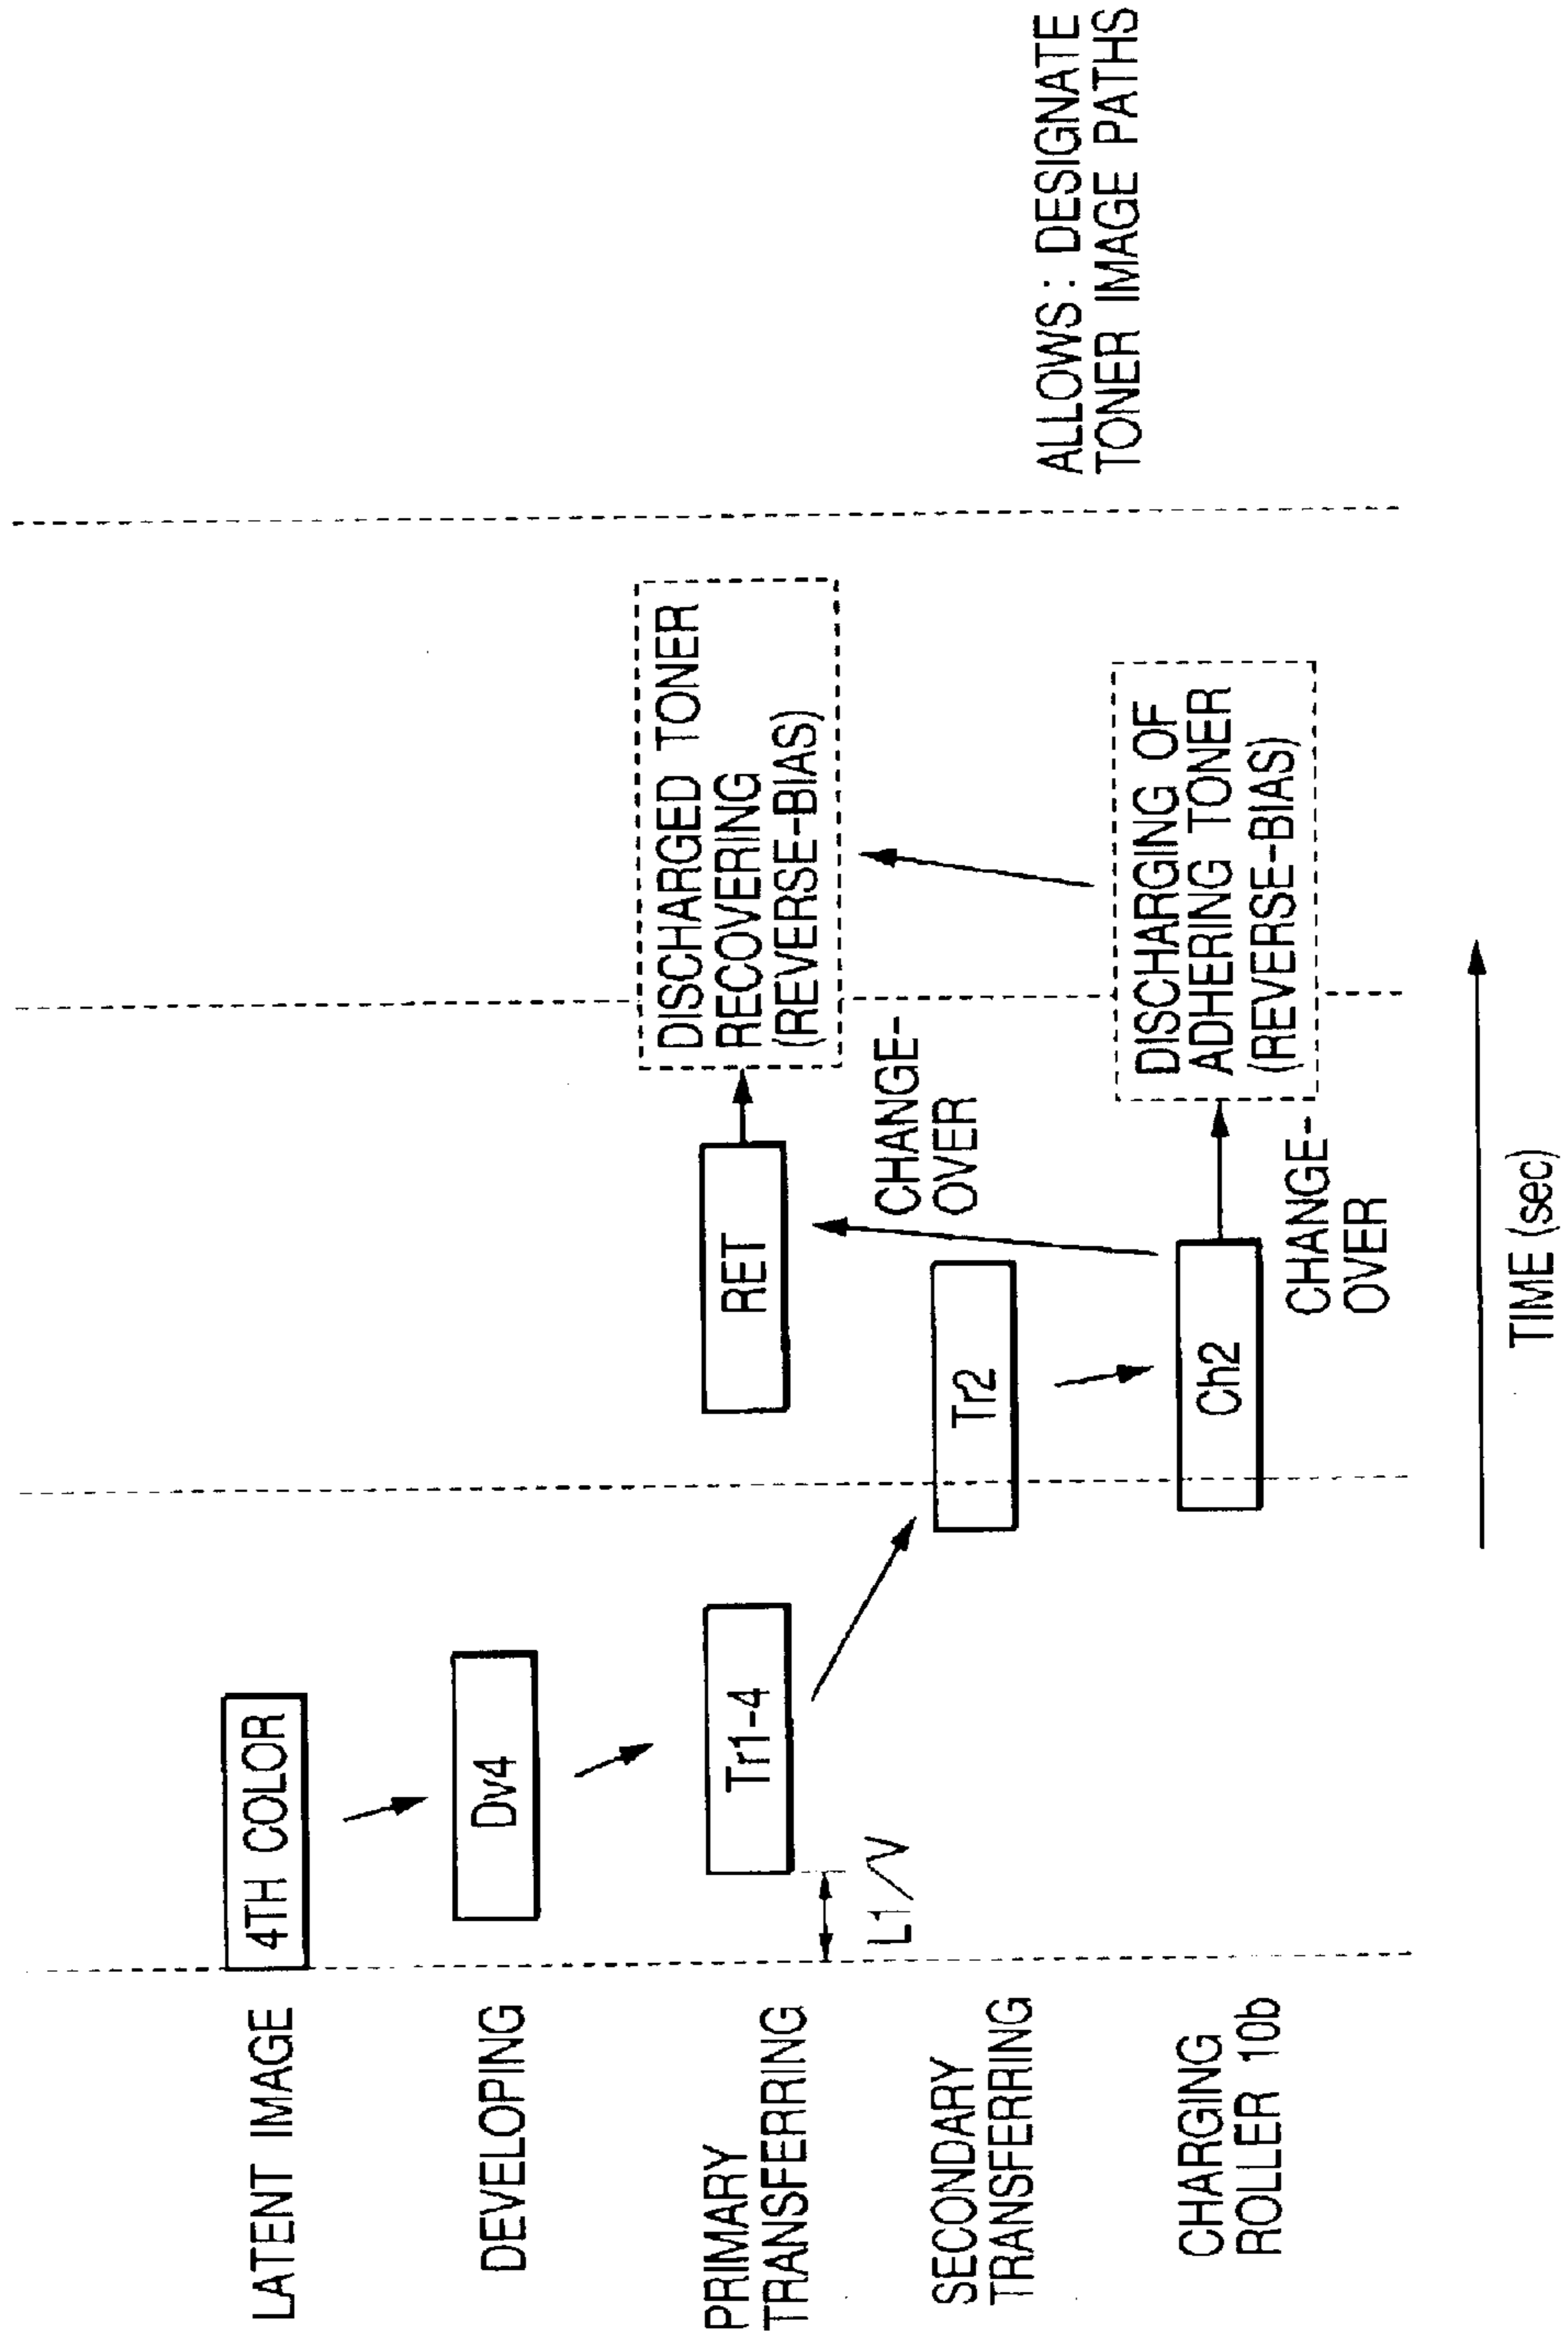 LATENT IMAGE
4TH COLOR
DEVELOPING
Dv4
PRIMARY
TRANSFERRING
Tr1-4
L1/V
RET
DISCHARGED TONER
RECOVERING
(REVERSE-BIAS)
CHANGE-
OVER
SECONDARY
TRANSFERRING
Tr2
CHARGING
ROLLER 10b
Ch2
DISCHARGING OF
ADHERING TONER
(REVERSE-BIAS)
CHANGE-
OVER
TIME (sec)
ALLOWS : DESIGNATE
TONER IMAGE PATHS